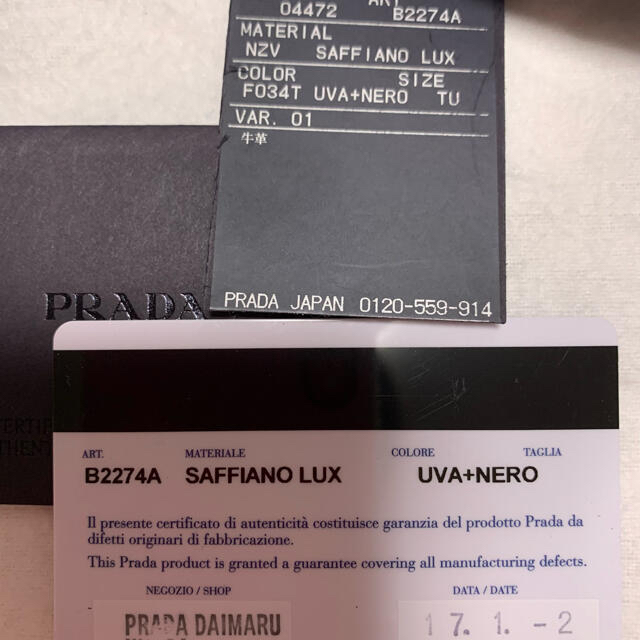 ART
04472 B2274A
MATERIAL
NZV SAFFIANO LUX
COLOR SIZE
F034T UVA+NERO TU
VAR. 01
牛革
PRADA JAPAN 0120-559-914
PRADA
ART. MATERIALE COLORE TAGLIA
B2274A SAFFIANO LUX UVA+NERO
Il presente certificato di autenticità costituisce garanzia del prodotto Prada da
difetti originari di fabbricazione.
This Prada product is granted a guarantee covering all manufacturing defects.
NEGOZIO / SHOP DATA / DATE
PRADA DAIMARU 17. 1. - 2